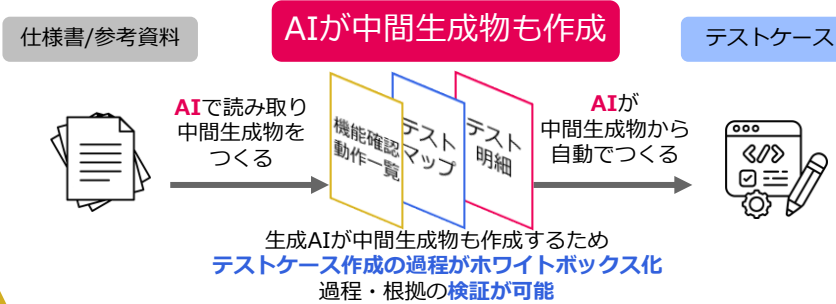 仕様書/参考資料
AIが中間生成物も作成
テストケース
AIで読み取り
中間生成物を
つくる
機能確認
動作一覧
テスト
マップ
テスト
明細
AIが
中間生成物から
自動でつくる
生成AIが中間生成物も作成するため
テストケース作成の過程がホワイトボックス化
過程・根拠の検証が可能